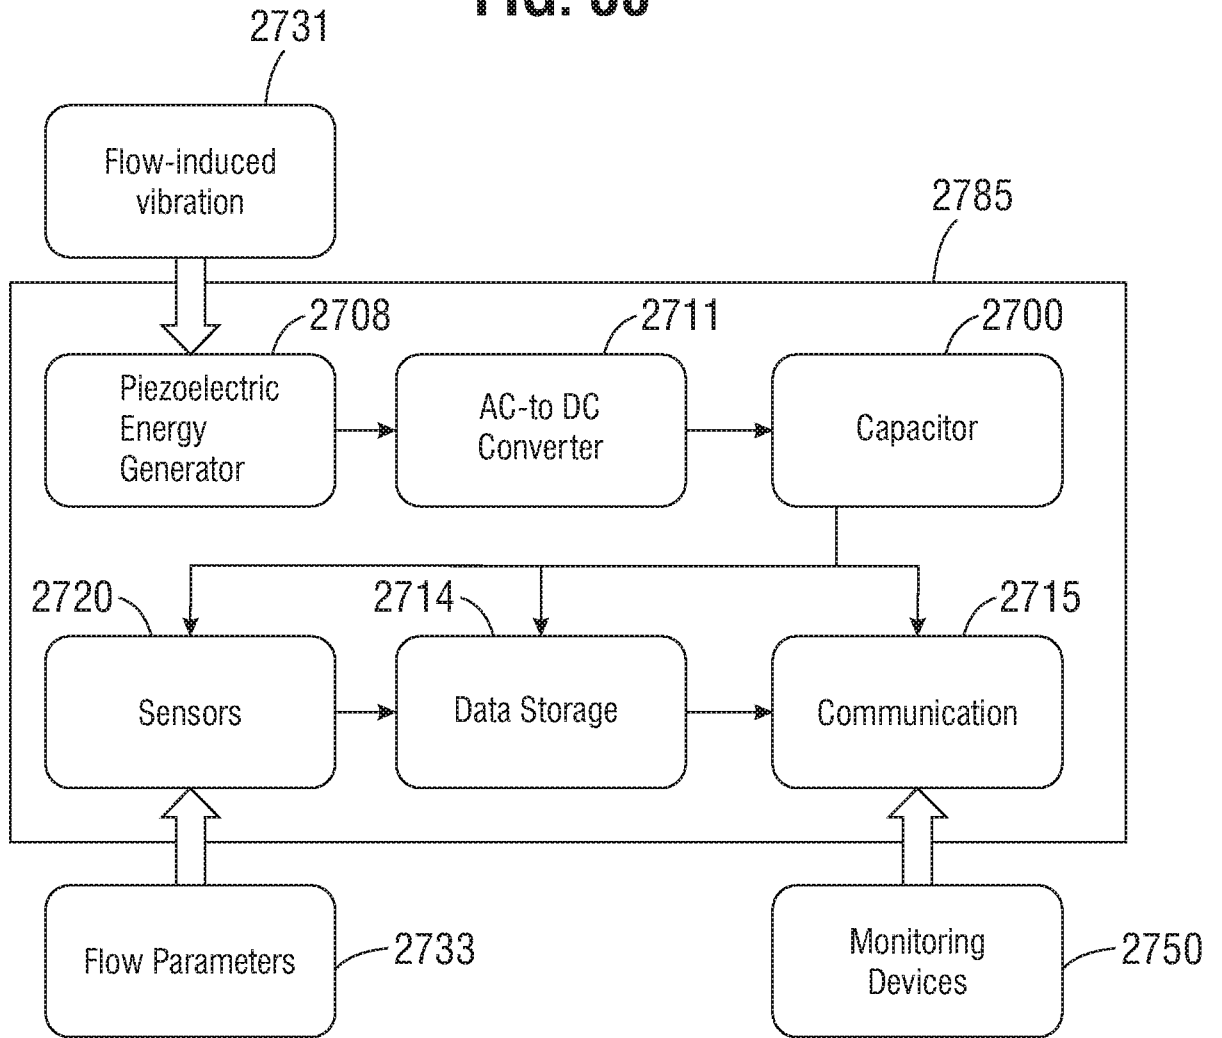 2731
Flow-induced
vibration
2785
2708
2711
2700
Piezoelectric
Energy
Generator
AC-to DC
Converter
Capacitor
2720
2714
2715
Sensors
Data Storage
Communication
Flow Parameters
2733
Monitoring
Devices
2750